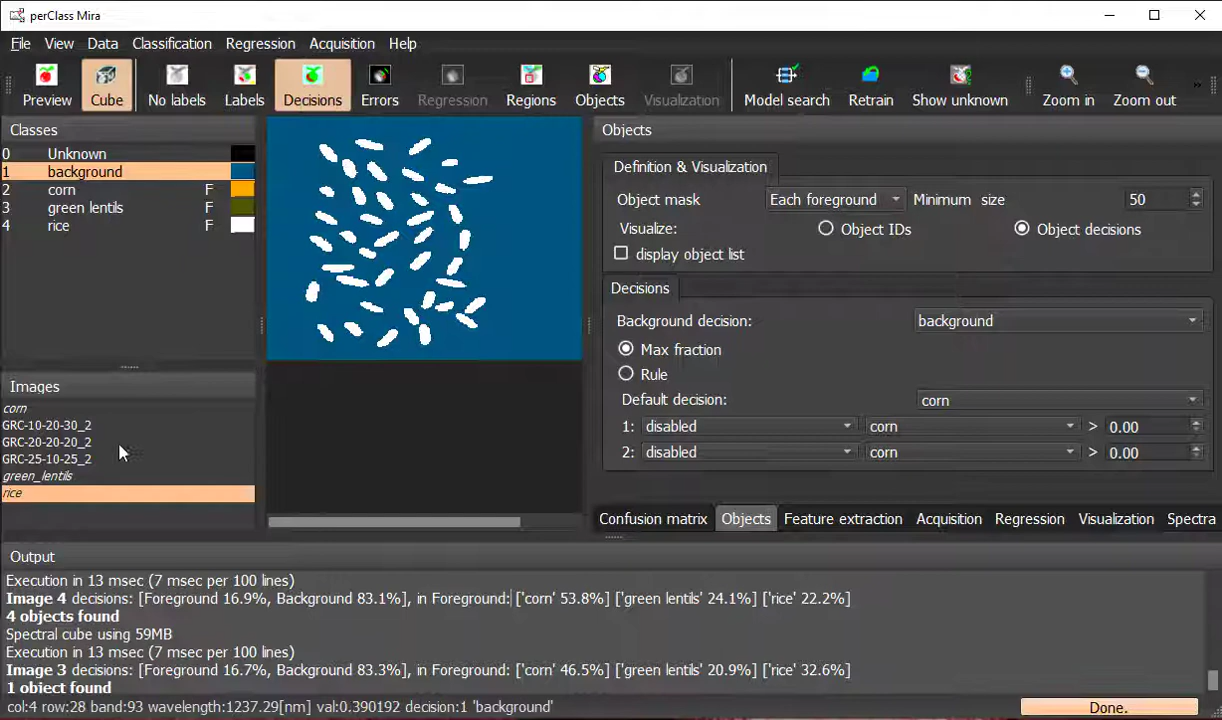 perClass Mira
File View Data Classification Regression Acquisition Help
Preview Cube No labels Labels Decisions Errors Regression Regions Objects Visualization Model search Retrain Show unknown Zoom in Zoom out »
Classes
0 Unknown
1 background
2 corn F
3 green lentils F
4 rice F
Images
corn
GRC-10-20-30_2
GRC-20-20-20_2
GRC-25-10-25_2
green_lentils
rice
Objects
Definition & Visualization
Object mask Each foreground Minimum size 50
Visualize: Object IDs Object decisions
display object list
Decisions
Background decision: background
Max fraction
Rule
Default decision: corn
1: disabled corn > 0.00
2: disabled corn > 0.00
Confusion matrix Objects Feature extraction Acquisition Regression Visualization Spectra
Output
Execution in 13 msec (7 msec per 100 lines)
Image 4 decisions: [Foreground 16.9%, Background 83.1%], in Foreground: ['corn' 53.8%] ['green lentils' 24.1%] ['rice' 22.2%]
4 objects found
Spectral cube using 59MB
Execution in 13 msec (7 msec per 100 lines)
Image 3 decisions: [Foreground 16.7%, Background 83.3%], in Foreground: ['corn' 46.5%] ['green lentils' 20.9%] ['rice' 32.6%]
1 object found
col:4 row:28 band:93 wavelength:1237.29[nm] val:0.390192 decision:1 'background'
Done.